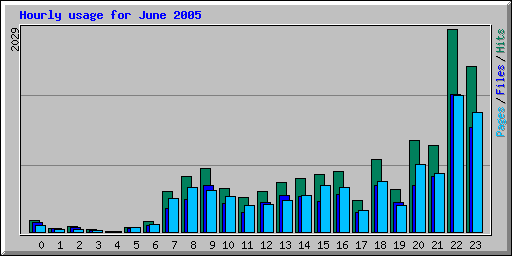 Hourly usage for June 2005
2029
Pages / Files / Hits
0 1 2 3 4 5 6 7 8 9 10 11 12 13 14 15 16 17 18 19 20 21 22 23